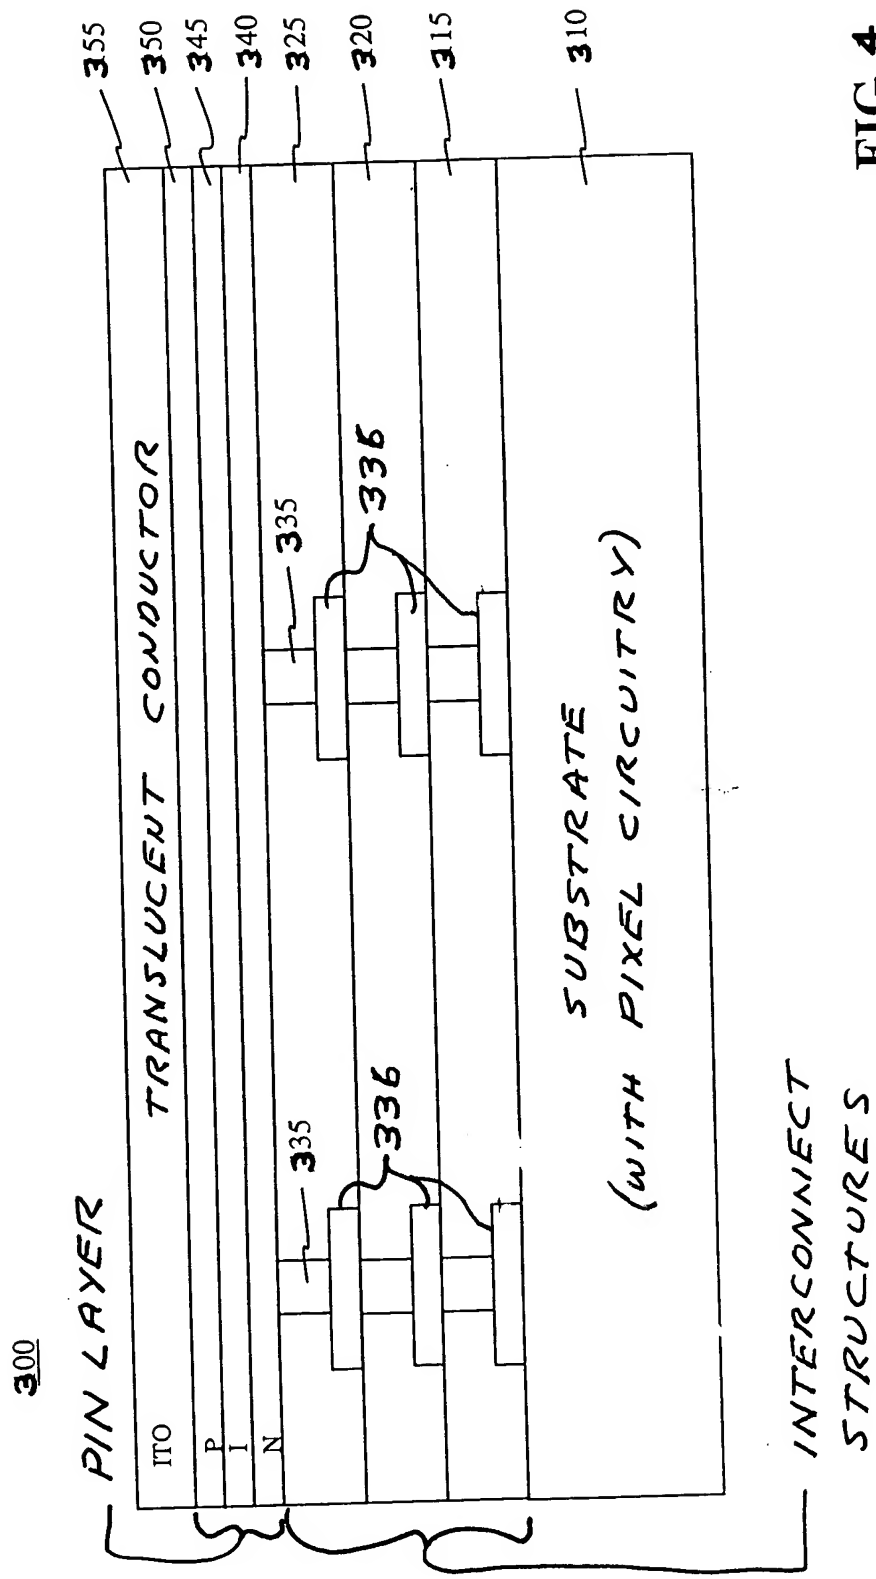 300
PIN LAYER
355
350
345
340
325
320
315
310
ITO
TRANSLUCENT CONDUCTOR
P
I
N
335
335
336
336
SUBSTRATE
(WITH PIXEL CIRCUITRY)
INTERCONNECT
STRUCTURES
FIG 4